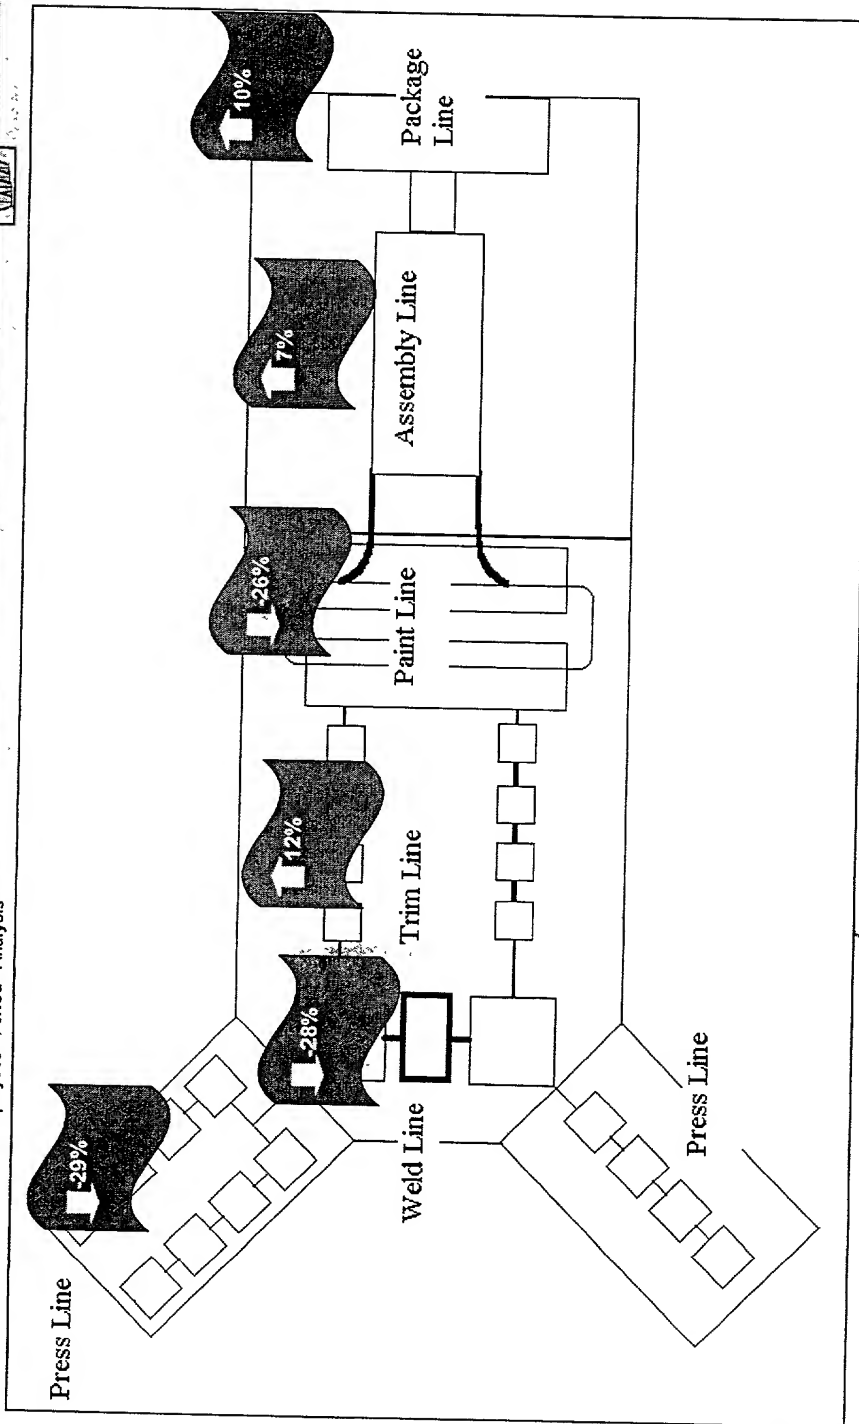 Press Line
-29%
-28%
12%
-26%
7%
10%
Weld Line
Trim Line
Paint Line
Assembly Line
Package
Line
Press Line
Analysis